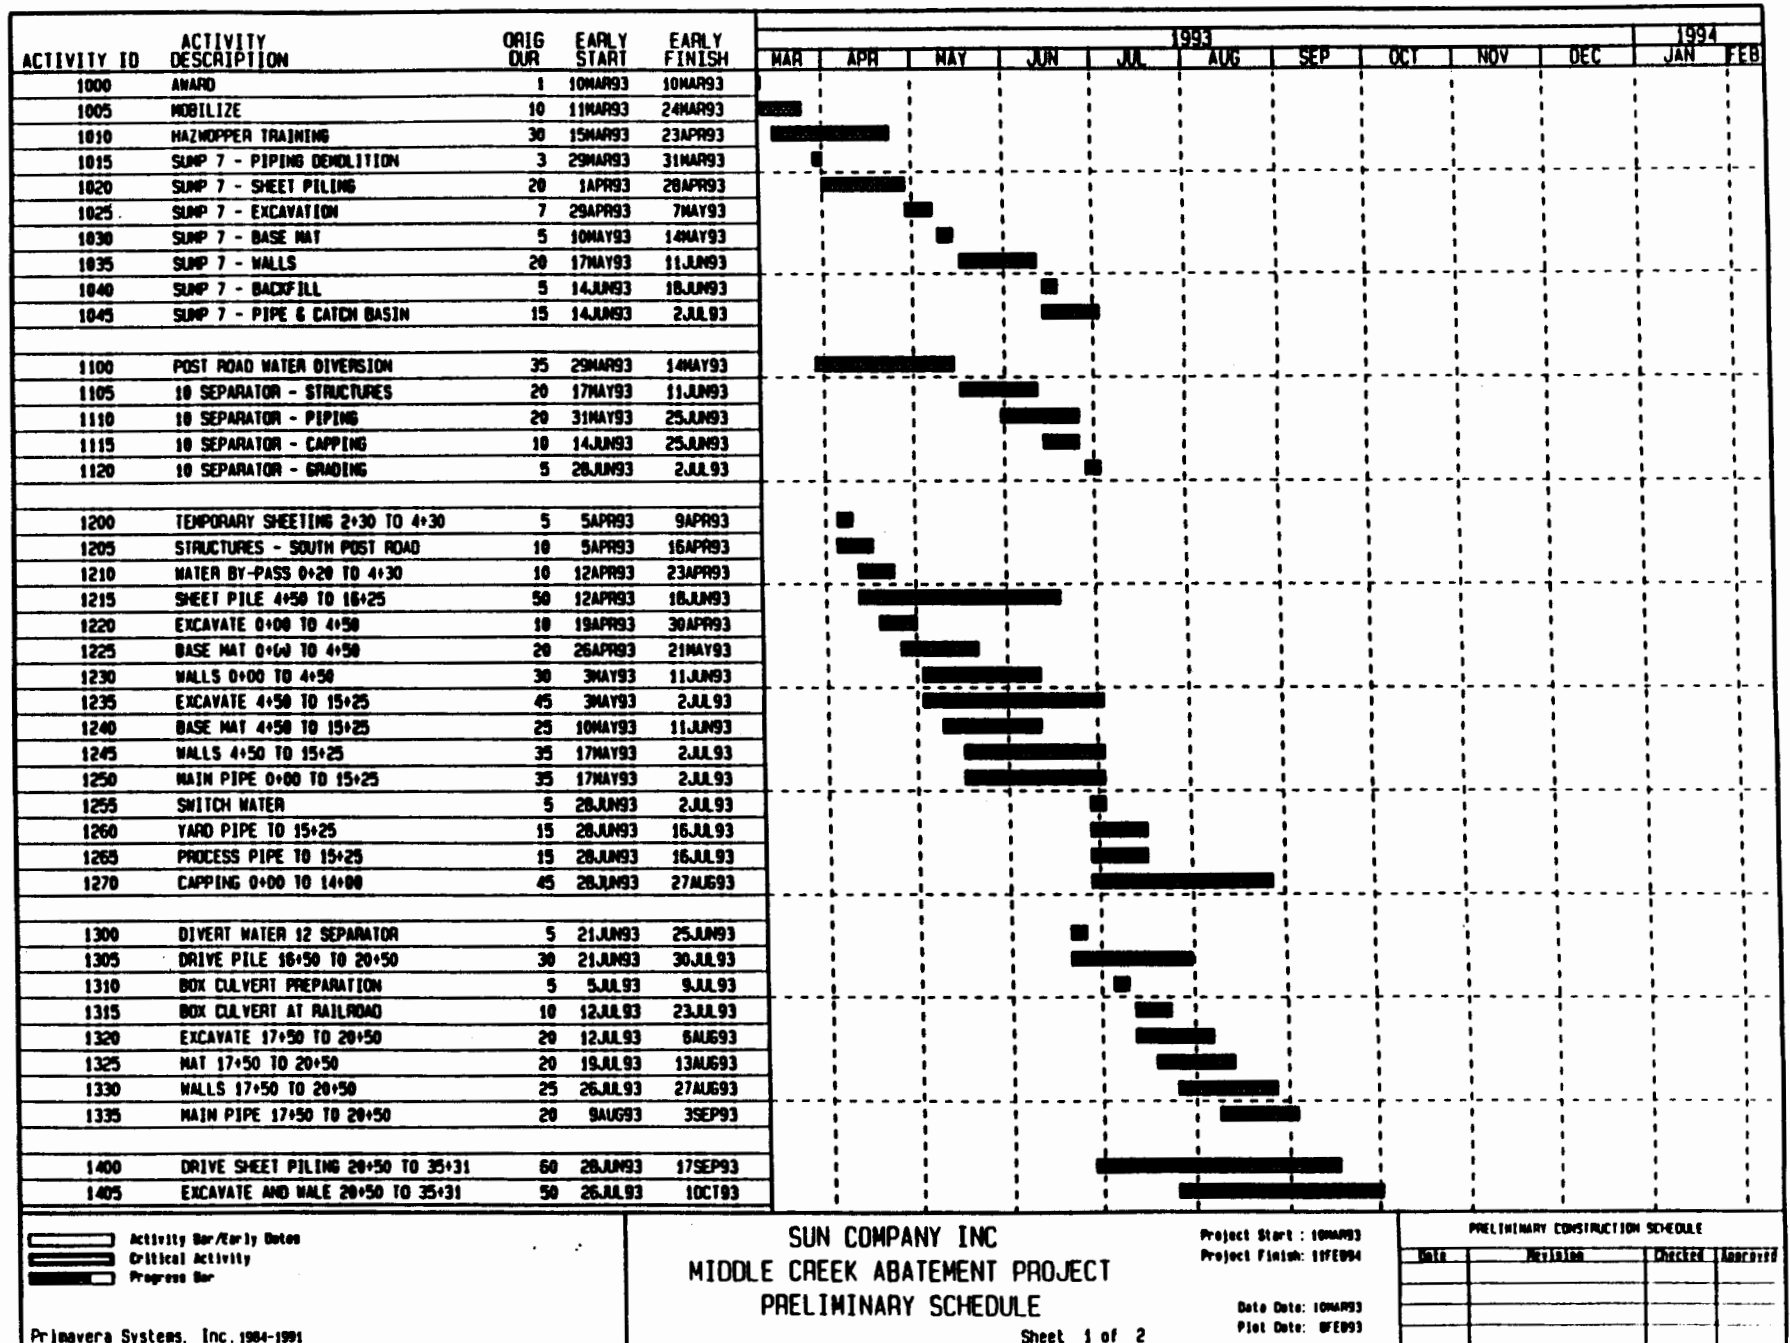 ACTIVITY ID ACTIVITY DESCRIPTION ORIG DUR EARLY START EARLY FINISH
1993 1994
MAR APR MAY JUN JUL AUG SEP OCT NOV DEC JAN FEB
1000 AWARD 1 10MAR93 10MAR93
1005 MOBILIZE 10 11MAR93 24MAR93
1010 HAZWOPPER TRAINING 30 15MAR93 23APR93
1015 SUMP 7 - PIPING DEMOLITION 3 29MAR93 31MAR93
1020 SUMP 7 - SHEET PILING 20 1APR93 28APR93
1025 SUMP 7 - EXCAVATION 7 29APR93 7MAY93
1030 SUMP 7 - BASE MAT 5 10MAY93 14MAY93
1035 SUMP 7 - WALLS 20 17MAY93 11JUN93
1040 SUMP 7 - BACKFILL 5 14JUN93 18JUN93
1045 SUMP 7 - PIPE & CATCH BASIN 15 14JUN93 2JUL93
1100 POST ROAD WATER DIVERSION 35 29MAR93 14MAY93
1105 10 SEPARATOR - STRUCTURES 20 17MAY93 11JUN93
1110 10 SEPARATOR - PIPING 20 31MAY93 25JUN93
1115 10 SEPARATOR - CAPPING 10 14JUN93 25JUN93
1120 10 SEPARATOR - GRADING 5 28JUN93 2JUL93
1200 TEMPORARY SHEETING 2+30 TO 4+30 5 5APR93 9APR93
1205 STRUCTURES - SOUTH POST ROAD 10 5APR93 16APR93
1210 WATER BY-PASS 0+20 TO 4+30 10 12APR93 23APR93
1215 SHEET PILE 4+50 TO 16+25 50 12APR93 18JUN93
1220 EXCAVATE 0+00 TO 4+50 10 19APR93 30APR93
1225 BASE MAT 0+00 TO 4+50 20 26APR93 21MAY93
1230 WALLS 0+00 TO 4+50 30 3MAY93 11JUN93
1235 EXCAVATE 4+50 TO 15+25 45 3MAY93 2JUL93
1240 BASE MAT 4+50 TO 15+25 25 10MAY93 11JUN93
1245 WALLS 4+50 TO 15+25 35 17MAY93 2JUL93
1250 MAIN PIPE 0+00 TO 15+25 35 17MAY93 2JUL93
1255 SWITCH WATER 5 28JUN93 2JUL93
1260 YARD PIPE TO 15+25 15 28JUN93 16JUL93
1265 PROCESS PIPE TO 15+25 15 28JUN93 16JUL93
1270 CAPPING 0+00 TO 14+00 45 28JUN93 27AUG93
1300 DIVERT WATER 12 SEPARATOR 5 21JUN93 25JUN93
1305 DRIVE PILE 16+50 TO 20+50 30 21JUN93 30JUL93
1310 BOX CULVERT PREPARATION 5 5JUL93 9JUL93
1315 BOX CULVERT AT RAILROAD 10 12JUL93 23JUL93
1320 EXCAVATE 17+50 TO 20+50 20 12JUL93 6AUG93
1325 MAT 17+50 TO 20+50 20 19JUL93 13AUG93
1330 WALLS 17+50 TO 20+50 25 26JUL93 27AUG93
1335 MAIN PIPE 17+50 TO 20+50 20 9AUG93 3SEP93
1400 DRIVE SHEET PILING 20+50 TO 35+31 60 28JUN93 17SEP93
1405 EXCAVATE AND WALE 20+50 TO 35+31 50 26JUL93 1OCT93
Activity Bar/Early Dates
Critical Activity
Progress Bar
Primavera Systems, Inc. 1984-1991
SUN COMPANY INC
MIDDLE CREEK ABATEMENT PROJECT
PRELIMINARY SCHEDULE
Sheet 1 of 2
Project Start : 10MAR93
Project Finish: 11FEB94
Data Date: 10MAR93
Plot Date: 8FEB93
PRELIMINARY CONSTRUCTION SCHEDULE
Date Revision Checked Approved